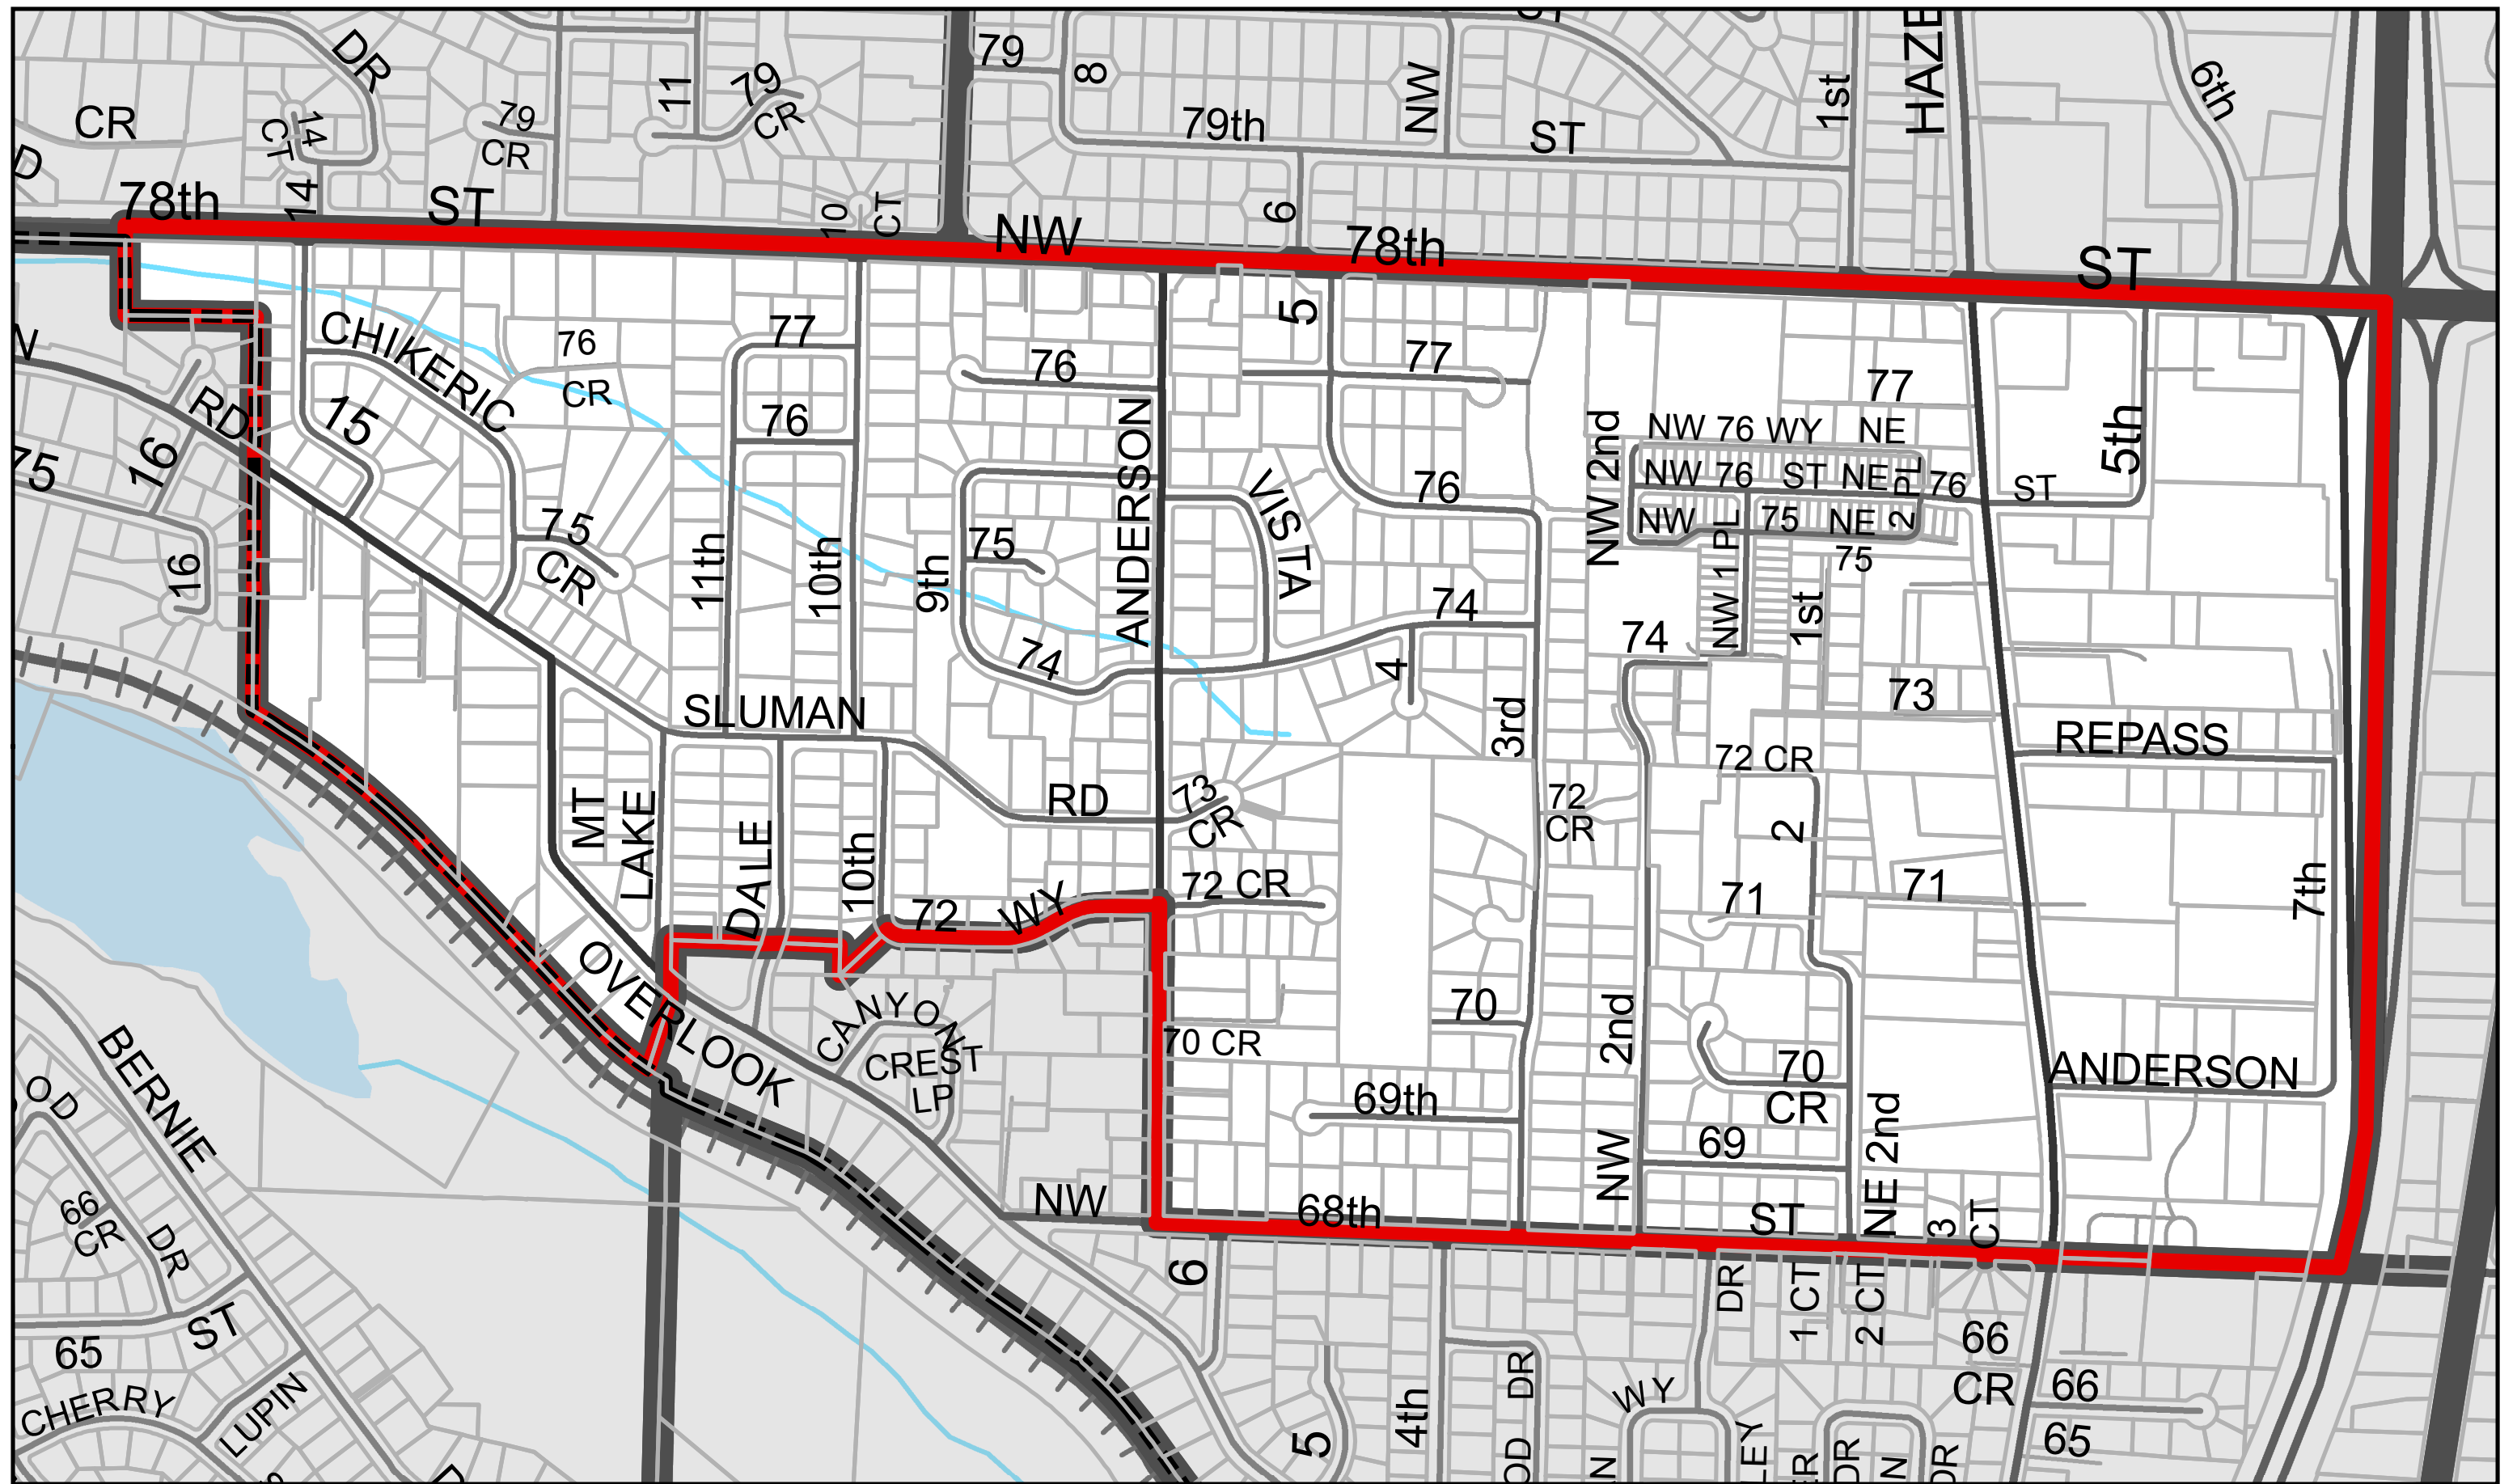 DR
CR
14
CT
79
CR
11
79
CR
79
8
79th
NW
ST
1st
HAZE
6th
78th
14
ST
10
CT
NW
6
78th
ST
CHIKERIC
76
CR
77
76
5
77
77
RD
15
16
75
76
ANDERSON
VISTA
76
NW 2nd
NW 76 WY NE
NW 76 ST NE PL 76 ST
NW 75 NE 2
5th
16
75
CR
11th
10th
9th
75
74
74
4
74
NW 1PL
1st
75
73
3rd
SLUMAN
RD
MT
LAKE
DALE
10th
73
CR
72 CR
72
CR
72 CR
2
REPASS
72 WY
71
71
7th
OVERLOOK
CANYON
CREST
LP
70 CR
70
2nd
70
CR
ANDERSON
69th
69
NW
NE 2nd
BERNIE
NW
68th
ST
3
CT
66
CR
DR
ST
65
CHERRY
LUPIN
6
5
4th
DR
1 CT
2 CT
66
CR
66
65
DR
WY
DR
DR